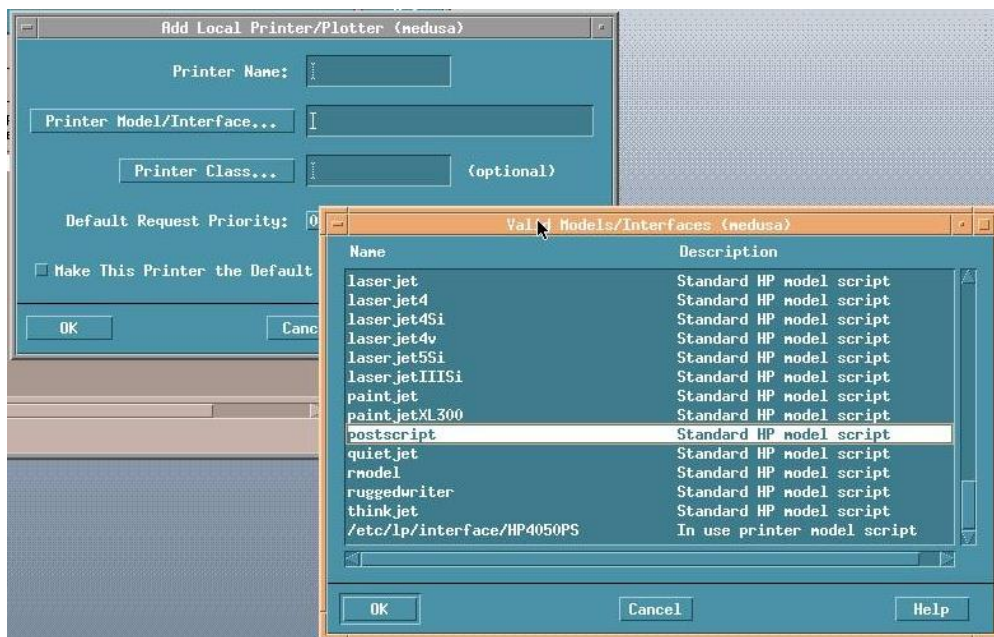 Add Local Printer/Plotter (medusa)
Printer Name:
Printer Model/Interface...
Printer Class...
(optional)
Default Request Priority: 0
Make This Printer the Default
OK
Canc
Valid Models/Interfaces (medusa)
Name Description
laserjet Standard HP model script
laserjet4 Standard HP model script
laserjet4Si Standard HP model script
laserjet4v Standard HP model script
laserjet5Si Standard HP model script
laserjetIIISi Standard HP model script
paintjet Standard HP model script
paintjetXL300 Standard HP model script
postscript Standard HP model script
quietjet Standard HP model script
rmodel Standard HP model script
ruggedwriter Standard HP model script
thinkjet Standard HP model script
/etc/lp/interface/HP4050PS In use printer model script
OK Cancel Help